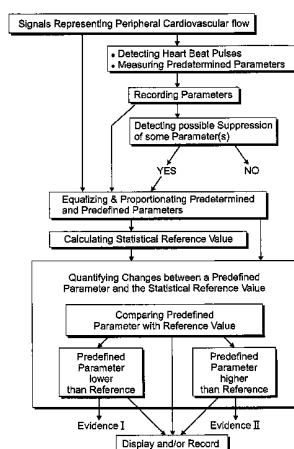 Signals Representing Peripheral Cardiovascular flow
• Detecting Heart Beat Pulses
• Measuring Predetermined Parameters
Recording Parameters
Detecting possible Suppression
of some Parameter(s)
YES
NO
Equalizing & Proportionating Predetermined
and Predefined Parameters
Calculating Statistical Reference Value
Quantifying Changes between a Predefined
Parameter and the Statistical Reference Value
Comparing Predefined
Parameter with Reference Value
Predefined
Parameter
lower
than Reference
Predefined
Parameter
higher
than Reference
Evidence I
Evidence II
Display and/or Record